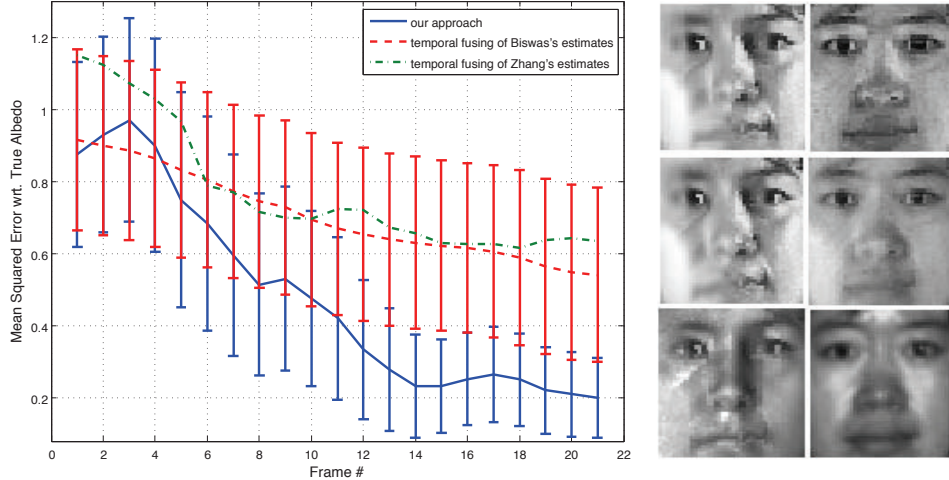 our approach
temporal fusing of Biswas's estimates
temporal fusing of Zhang's estimates
Mean Squared Error wrt. True Albedo
1.2
1
0.8
0.6
0.4
0.2
0 2 4 6 8 10 12 14 16 18 20 22
Frame #